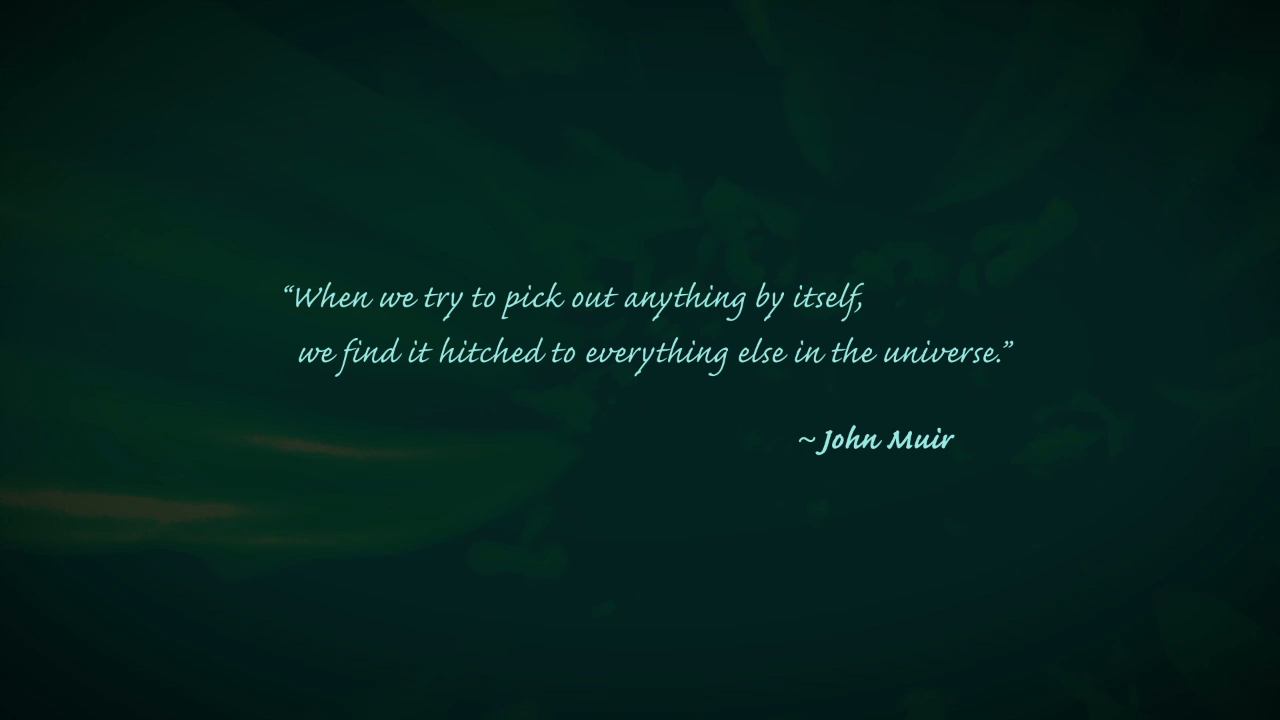 “When we try to pick out anything by itself,
we find it hitched to everything else in the universe.”
~ John Muir